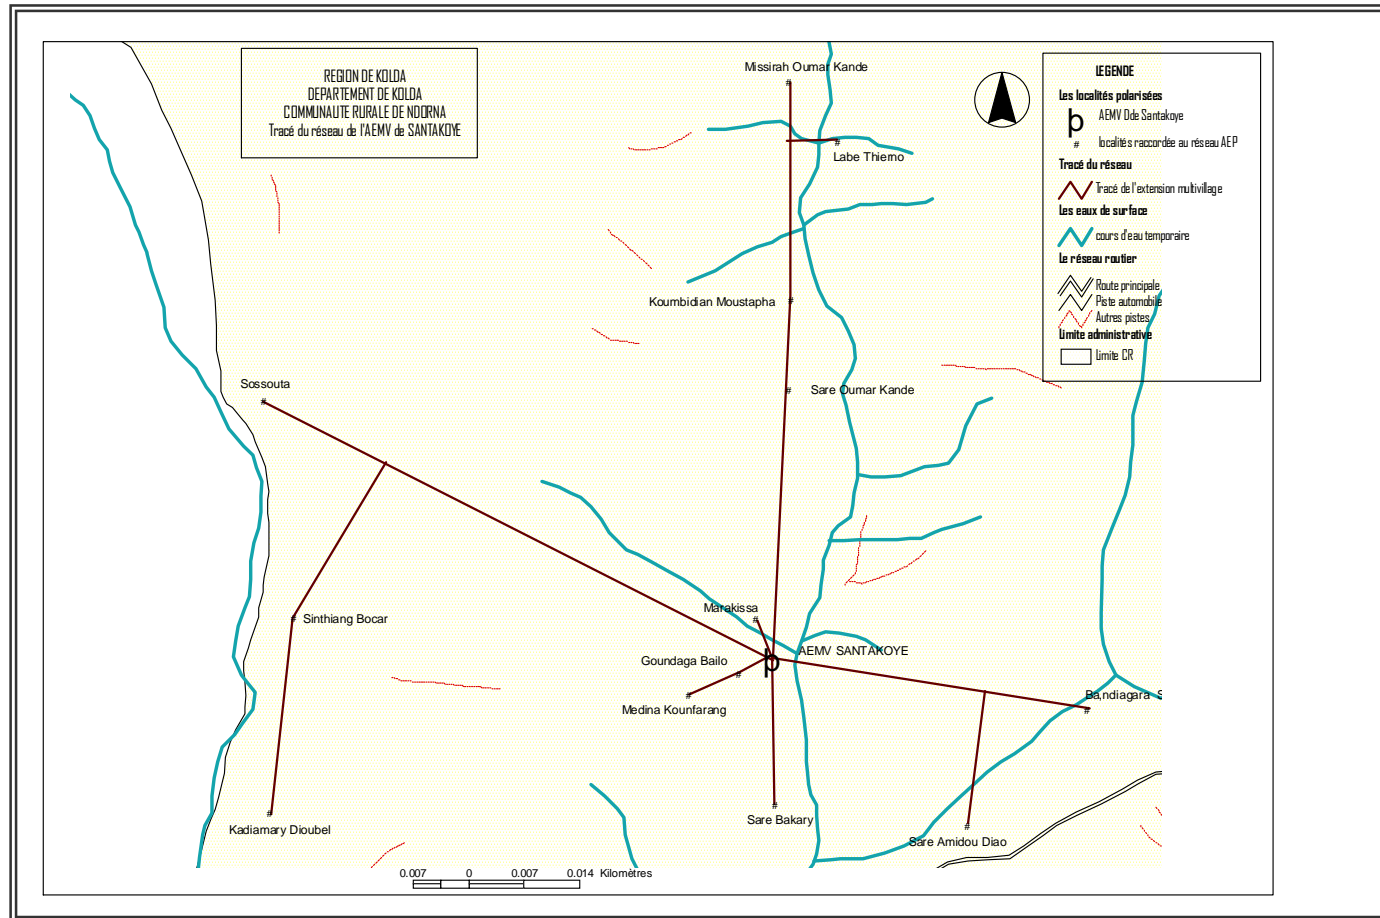 REGION DE KOLDA
DEPARTEMENT DE KOLDA
COMMUNAUTE RURALE DE NDORNA
Tracé du réseau de l'AEMV de SANTAKOYE
Missirah Oumar Kande
Labe Thierno
Koumbidian Moustapha
Sare Oumar Kande
Sossouta
Sinthiang Bocar
Kadiamary Dioubel
Marakissa
AEMV SANTAKOYE
Goundaga Bailo
Medina Kounfarang
Ba,ndiagara S
Sare Bakary
Sare Amidou Diao
LEGENDE
Les localités polarisées
AEMV Dde Santakoye
localités raccordée au réseau AEP
Tracé du réseau
Tracé de l'extension multivillage
Les eaux de surface
cours d'eau temporaire
Le réseau routier
Route principale
Piste automobile
Autres pistes
Limite administrative
Limite CR
0.007 0 0.007 0.014 Kilomètres